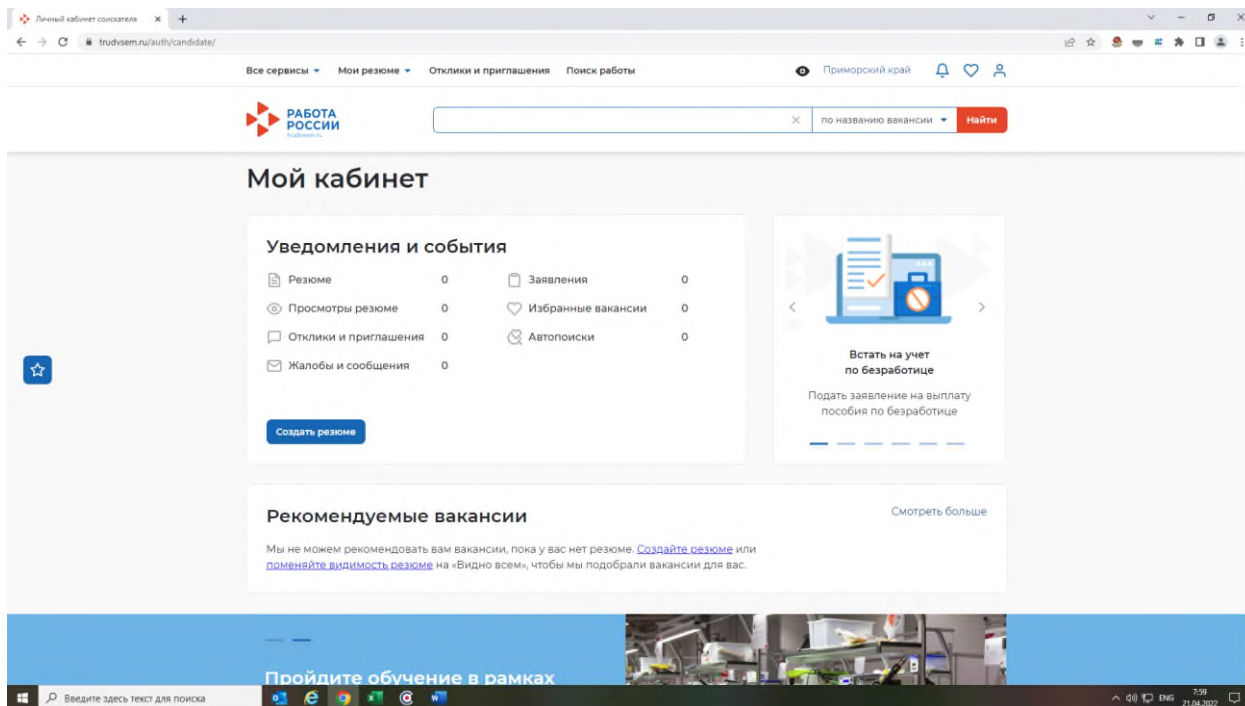 Личный кабинет соискателя
trudvsem.ru/auth/candidate/
Все сервисы Мои резюме Отклики и приглашения Поиск работы Приморский край
РАБОТА
РОССИИ
trudvsem.ru
по названию вакансии Найти
Мой кабинет
Уведомления и события
Резюме 0 Заявления 0
Просмотры резюме 0 Избранные вакансии 0
Отклики и приглашения 0 Автопоиски 0
Жалобы и сообщения 0
Создать резюме
Встать на учет
по безработице
Подать заявление на выплату
пособия по безработице
Рекомендуемые вакансии Смотреть больше
Мы не можем рекомендовать вам вакансии, пока у вас нет резюме. Создайте резюме или
поменяйте видимость резюме на «Видно всем», чтобы мы подобрали вакансии для вас.
Пройдите обучение в рамках
Введите здесь текст для поиска
ENG 7:59
21.04.2022